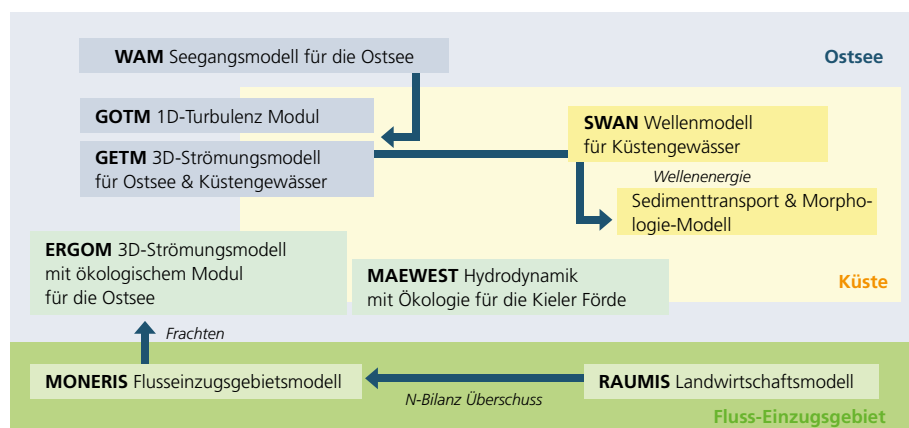 WAM Seegangsmodell für die Ostsee
Ostsee
GOTM 1D-Turbulenz Modul
SWAN Wellenmodell
für Küstengewässer
GETM 3D-Strömungsmodell
für Ostsee & Küstengewässer
Wellenenergie
Sedimenttransport & Morpho-
logie-Modell
ERGOM 3D-Strömungsmodell
mit ökologischem Modul
für die Ostsee
MAEWEST Hydrodynamik
mit Ökologie für die Kieler Förde
Küste
Frachten
MONERIS Flusseinzugsgebietsmodell
RAUMIS Landwirtschaftsmodell
N-Bilanz Überschuss
Fluss-Einzugsgebiet